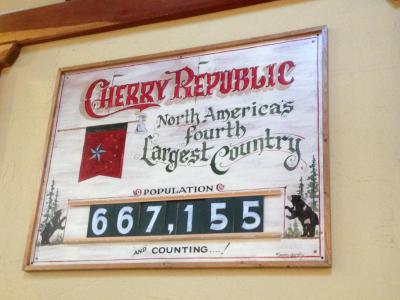 CHERRY REPUBLIC
North America's
fourth
Largest Country
POPULATION
667,155
AND COUNTING....!